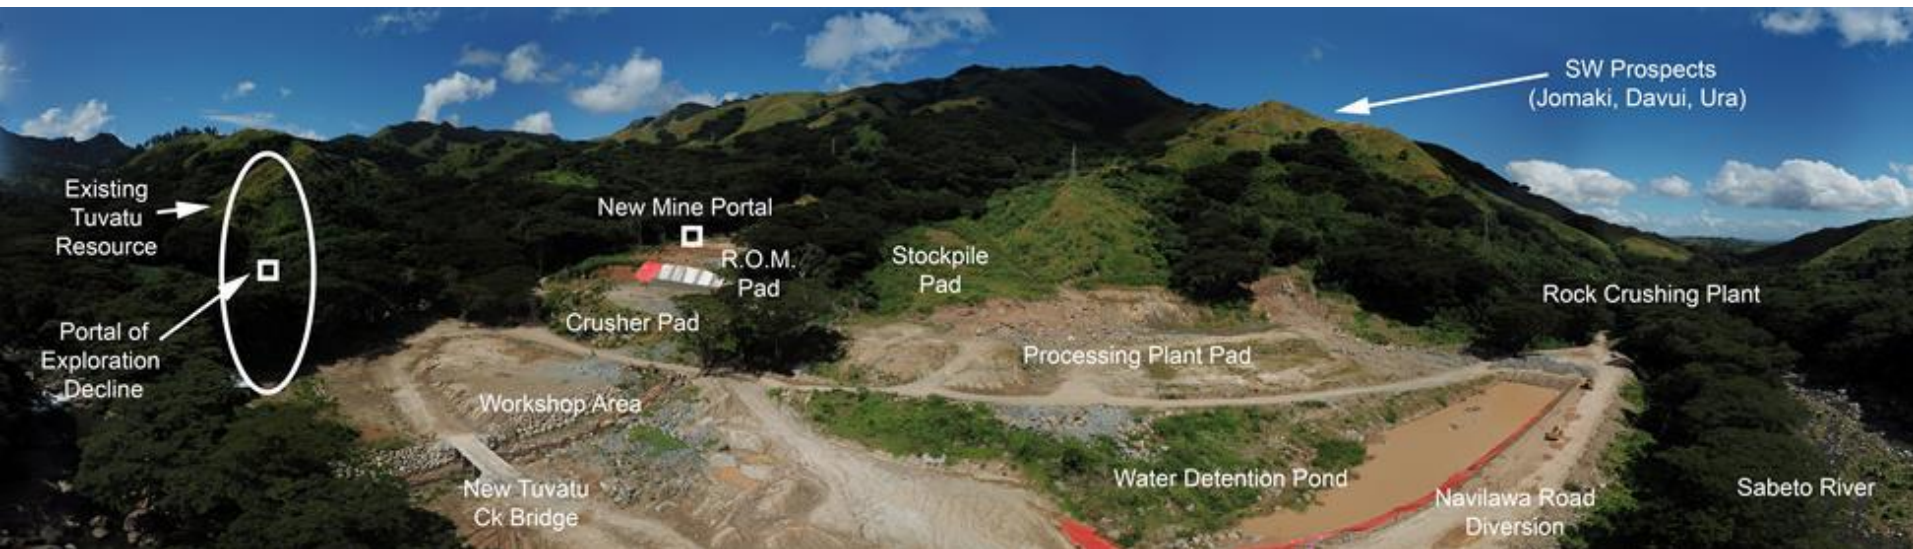 SW Prospects
(Jomaki, Davui, Ura)
Existing
Tuvatu
Resource
New Mine Portal
R.O.M.
Pad
Stockpile
Pad
Rock Crushing Plant
Portal of
Exploration
Decline
Crusher Pad
Processing Plant Pad
Workshop Area
Water Detention Pond
New Tuvatu
Ck Bridge
Navilawa Road
Diversion
Sabeto River